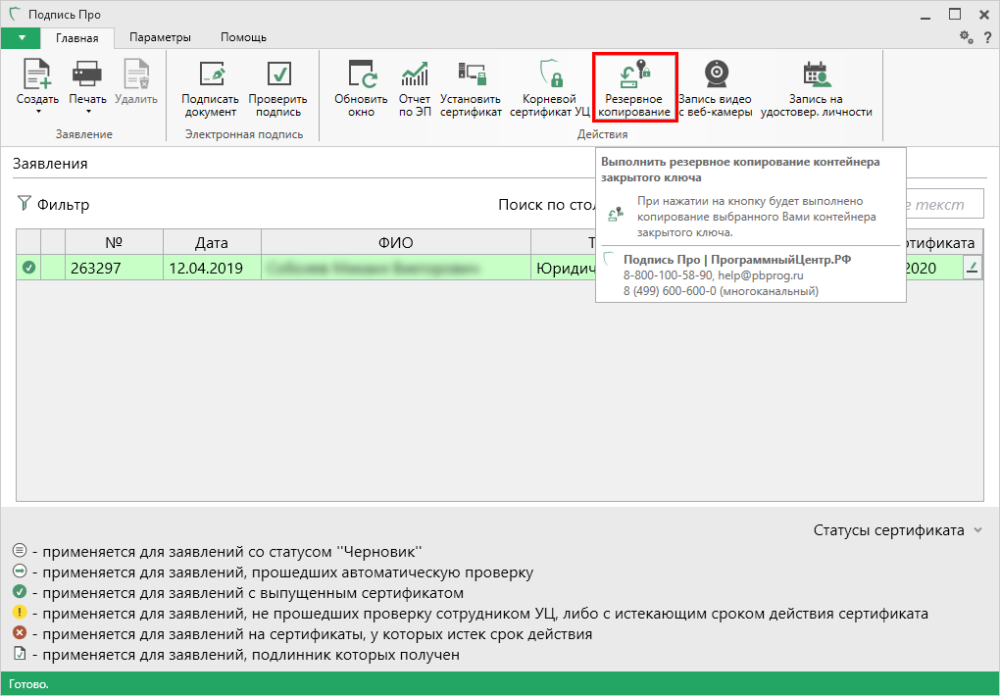 Подпись Про
Главная Параметры Помощь ?
Создать Печать Удалить
Заявление
Подписать документ
Проверить подпись
Электронная подпись
Обновить окно
Отчет по ЭП
Установить сертификат
Корневой сертификат УЦ
Резервное копирование
Запись видео с веб-камеры
Запись на удостовер. личности
Действия
Заявления
Выполнить резервное копирование контейнера
закрытого ключа
При нажатии на кнопку будет выполнено
копирование выбранного Вами контейнера
закрытого ключа.
Подпись Про | ПрограммныйЦентр.РФ
8-800-100-58-90, help@pbprog.ru
8 (499) 600-600-0 (многоканальный)
Фильтр Поиск по текст
№ Дата ФИО
263297 12.04.2019 2020
Статусы сертификата
- применяется для заявлений со статусом "Черновик"
- применяется для заявлений, прошедших автоматическую проверку
- применяется для заявлений с выпущенным сертификатом
- применяется для заявлений, не прошедших проверку сотрудником УЦ, либо с истекающим сроком действия сертификата
- применяется для заявлений на сертификаты, у которых истек срок действия
- применяется для заявлений, подлинник которых получен
Готово.